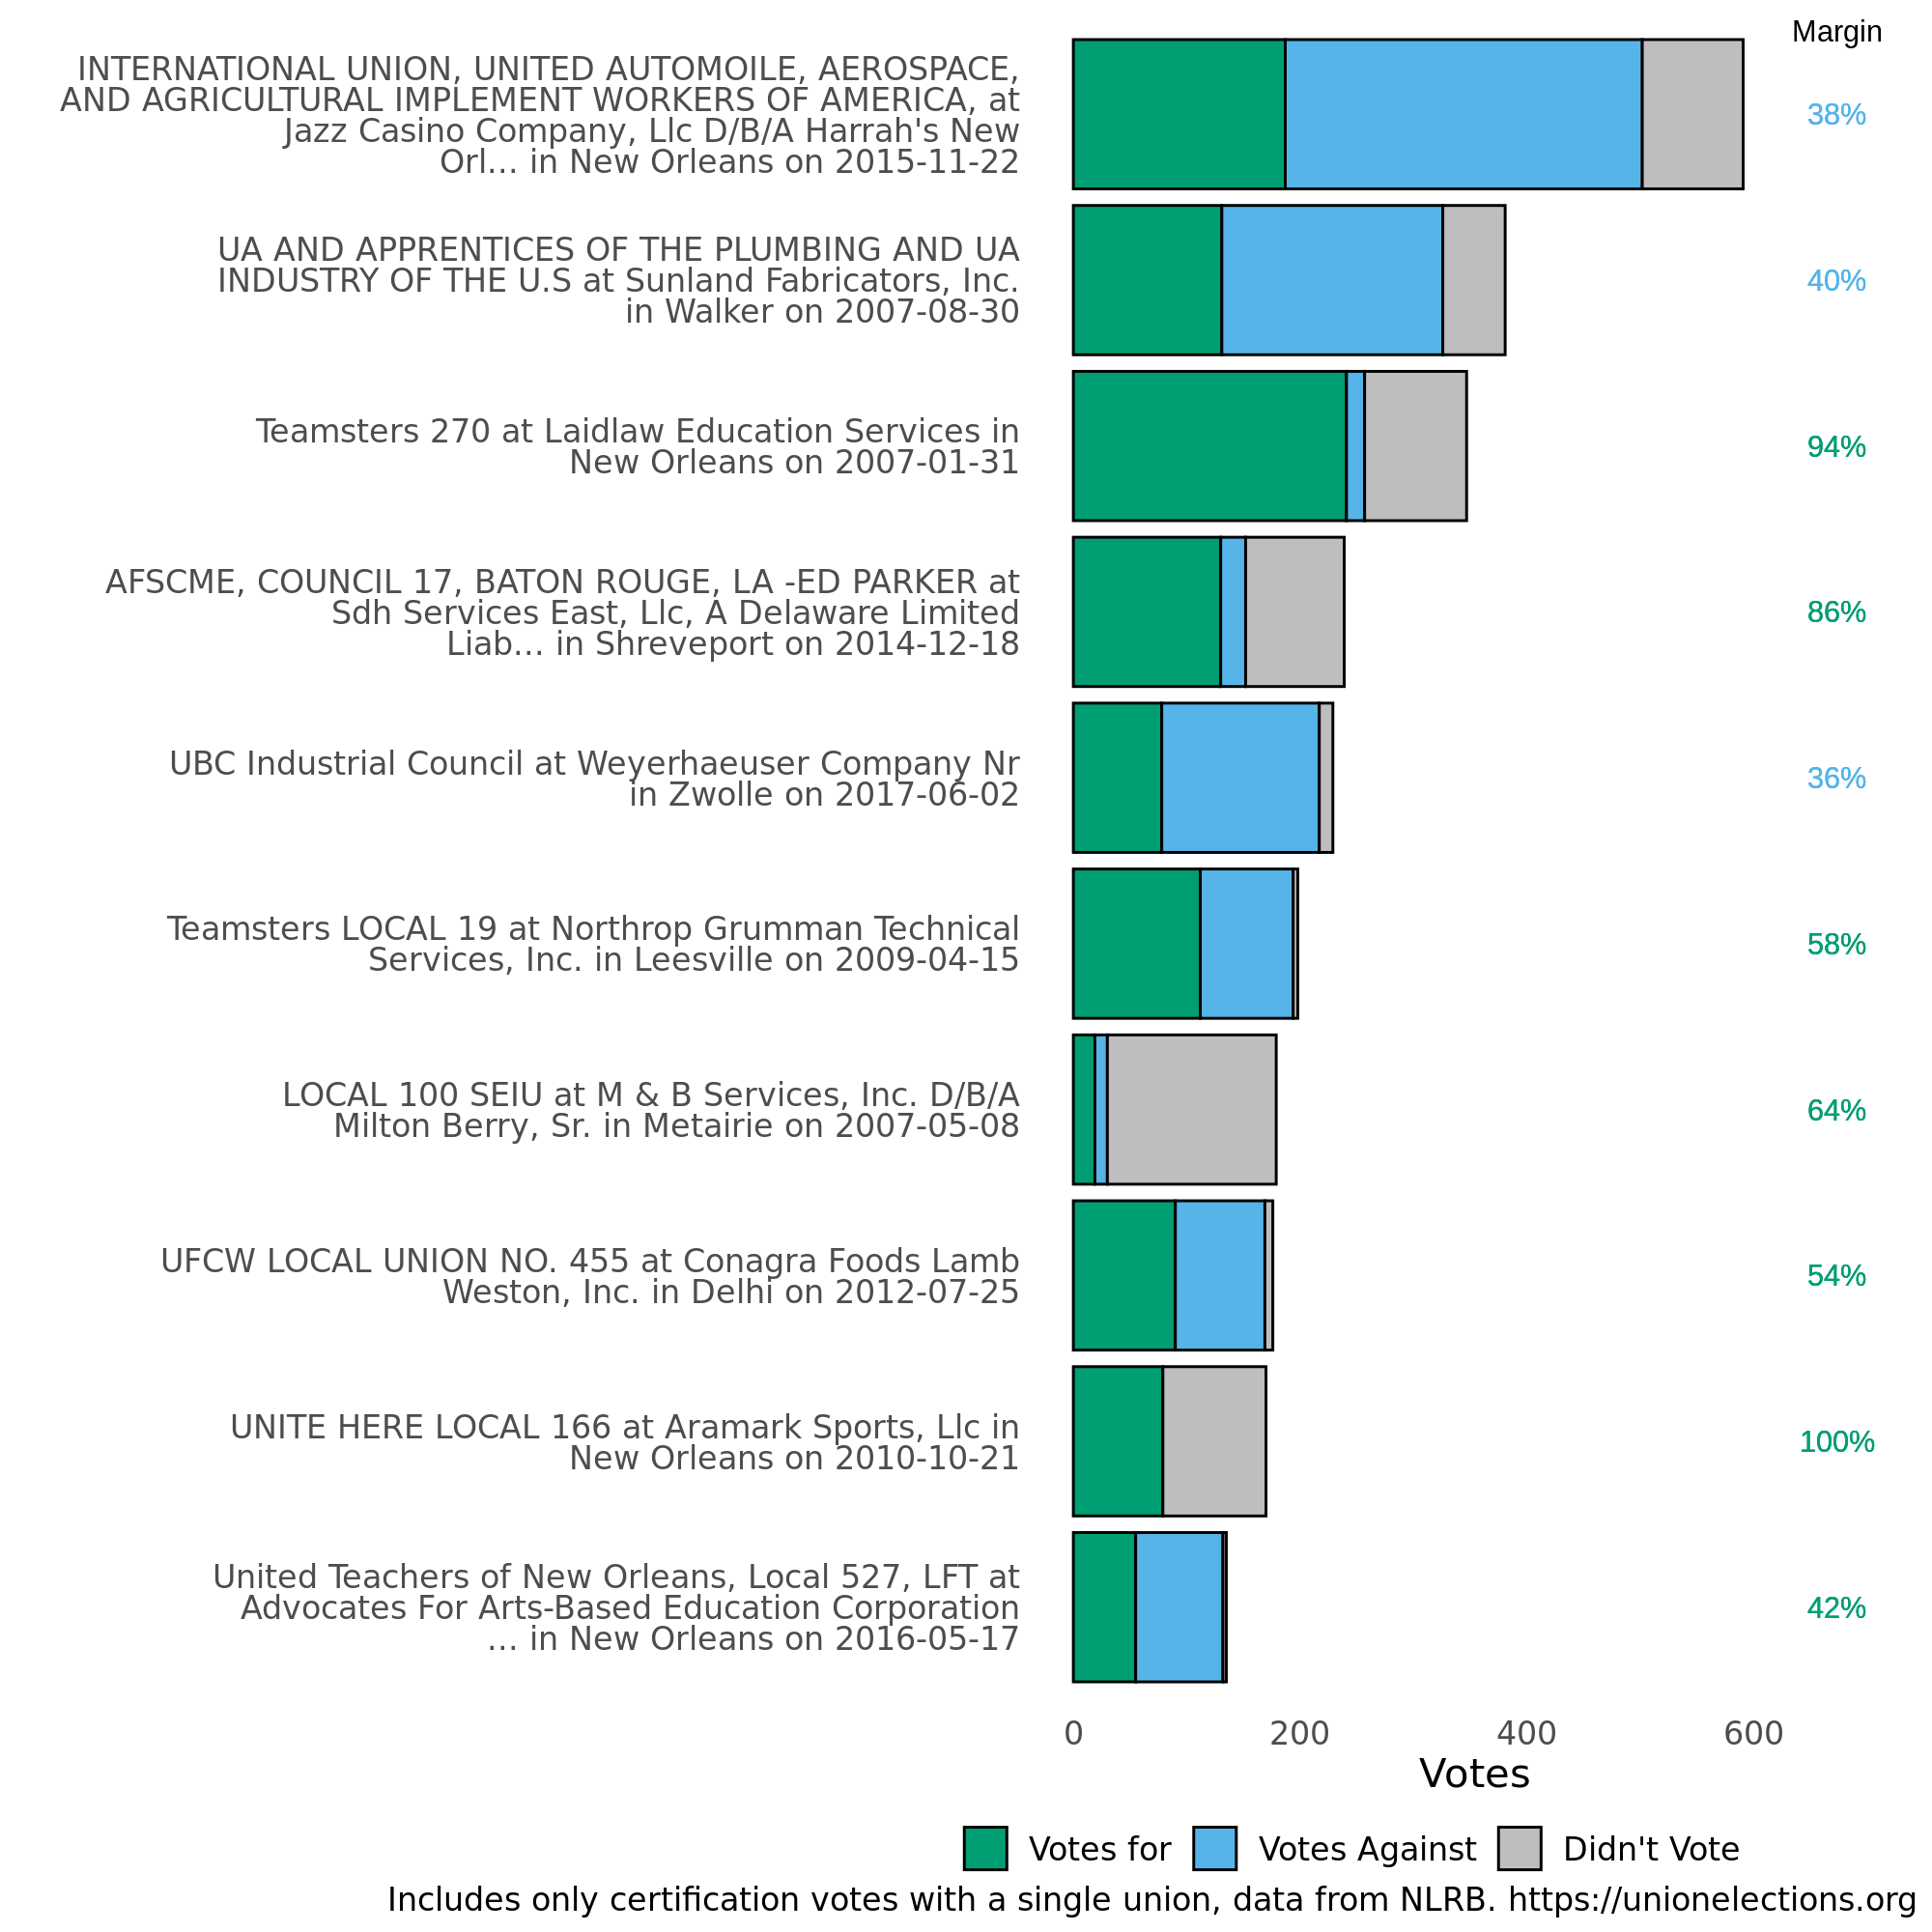 Margin
INTERNATIONAL UNION, UNITED AUTOMOILE, AEROSPACE,
AND AGRICULTURAL IMPLEMENT WORKERS OF AMERICA, at
Jazz Casino Company, Llc D/B/A Harrah's New
Orl... in New Orleans on 2015-11-22
38%
UA AND APPRENTICES OF THE PLUMBING AND UA
INDUSTRY OF THE U.S at Sunland Fabricators, Inc.
in Walker on 2007-08-30
40%
Teamsters 270 at Laidlaw Education Services in
New Orleans on 2007-01-31
94%
AFSCME, COUNCIL 17, BATON ROUGE, LA -ED PARKER at
Sdh Services East, Llc, A Delaware Limited
Liab... in Shreveport on 2014-12-18
86%
UBC Industrial Council at Weyerhaeuser Company Nr
in Zwolle on 2017-06-02
36%
Teamsters LOCAL 19 at Northrop Grumman Technical
Services, Inc. in Leesville on 2009-04-15
58%
LOCAL 100 SEIU at M & B Services, Inc. D/B/A
Milton Berry, Sr. in Metairie on 2007-05-08
64%
UFCW LOCAL UNION NO. 455 at Conagra Foods Lamb
Weston, Inc. in Delhi on 2012-07-25
54%
UNITE HERE LOCAL 166 at Aramark Sports, Llc in
New Orleans on 2010-10-21
100%
United Teachers of New Orleans, Local 527, LFT at
Advocates For Arts-Based Education Corporation
... in New Orleans on 2016-05-17
42%
0 200 400 600
Votes
Votes for Votes Against Didn't Vote
Includes only certification votes with a single union, data from NLRB. https://unionelections.org